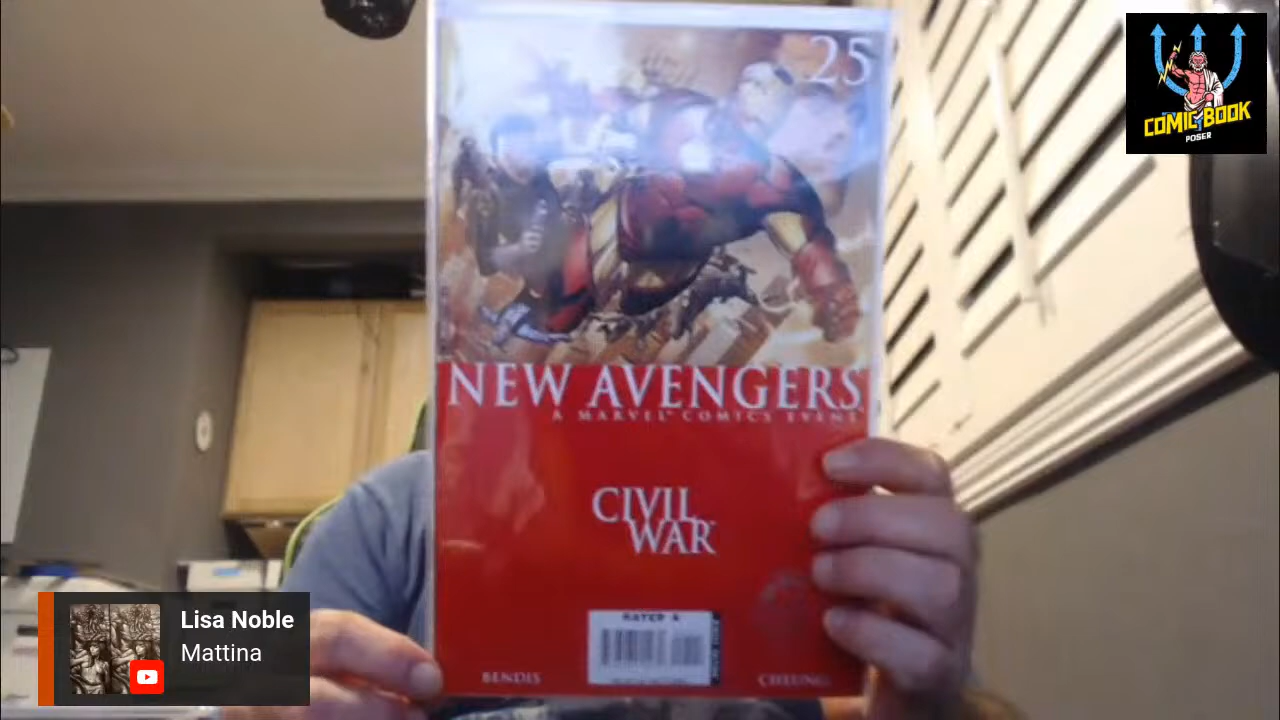 25
COMIC BOOK
POSER
NEW AVENGERS
A MARVEL COMICS EVENT
CIVIL
WAR
RATED A
BENDIS
CHEUNG
Lisa Noble
Mattina